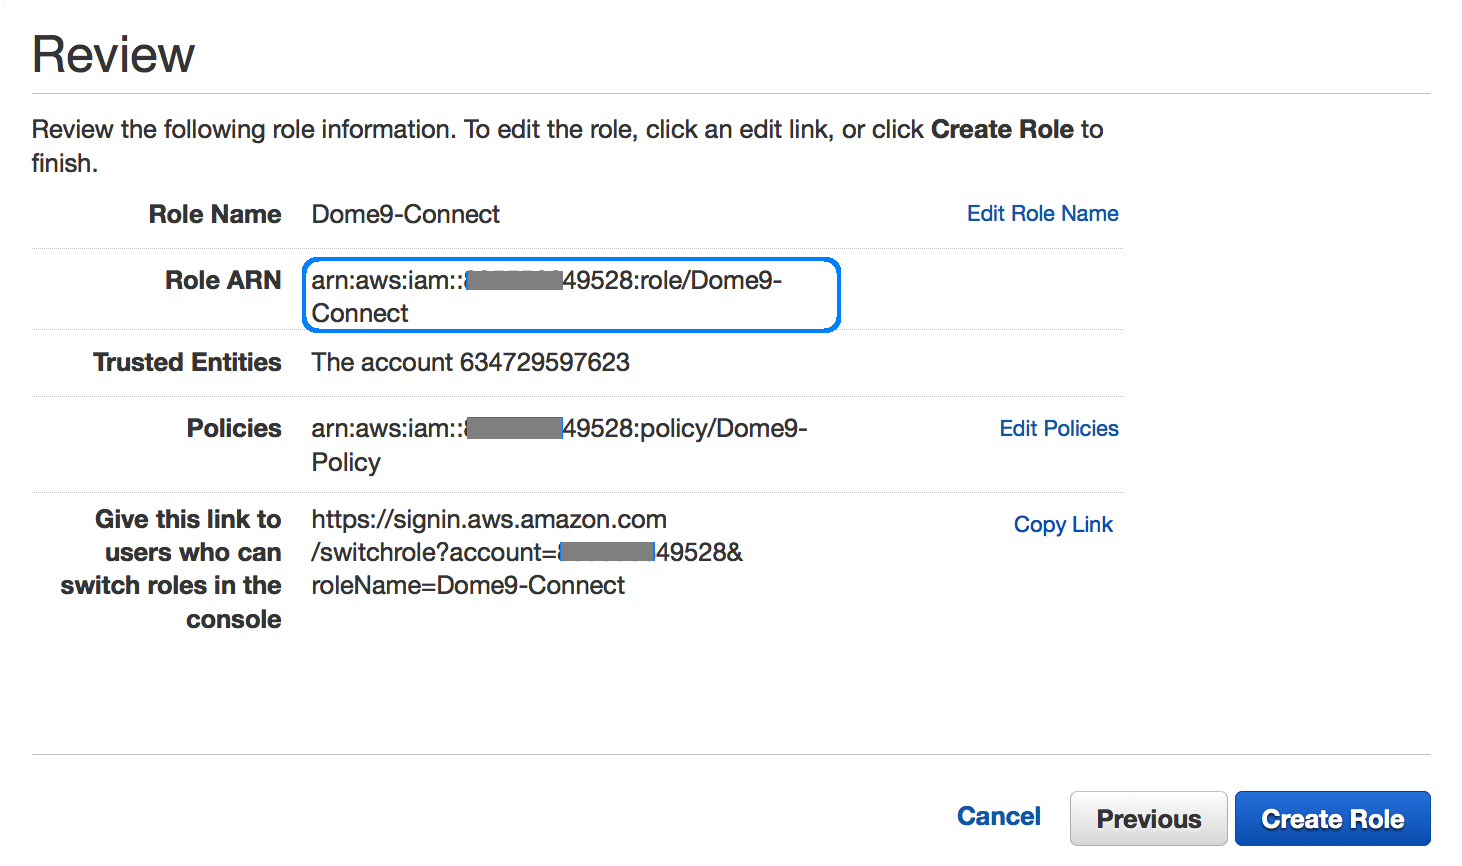 Review
Review the following role information. To edit the role, click an edit link, or click Create Role to
finish.
Role Name Dome9-Connect Edit Role Name
Role ARN arn:aws:iam:: 49528:role/Dome9-
Connect
Trusted Entities The account 634729597623
Policies arn:aws:iam:: 49528:policy/Dome9-
Policy
Edit Policies
Give this link to
users who can
switch roles in the
console
https://signin.aws.amazon.com
/switchrole?account= 49528&
roleName=Dome9-Connect
Copy Link
Cancel Previous Create Role